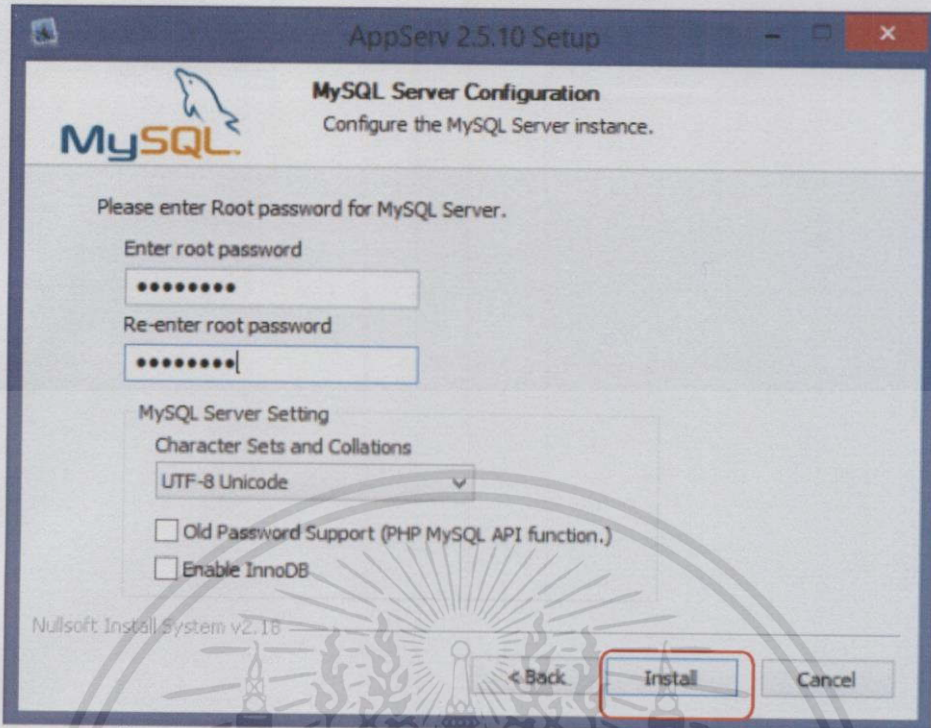 AppServ 2.5.10 Setup
MySQL
MySQL Server Configuration
Configure the MySQL Server instance.
Please enter Root password for MySQL Server.
Enter root password
••••••••
Re-enter root password
••••••••
MySQL Server Setting
Character Sets and Collations
UTF-8 Unicode
Old Password Support (PHP MySQL API function.)
Enable InnoDB
Nullsoft Install System v2.18
< Back Install Cancel